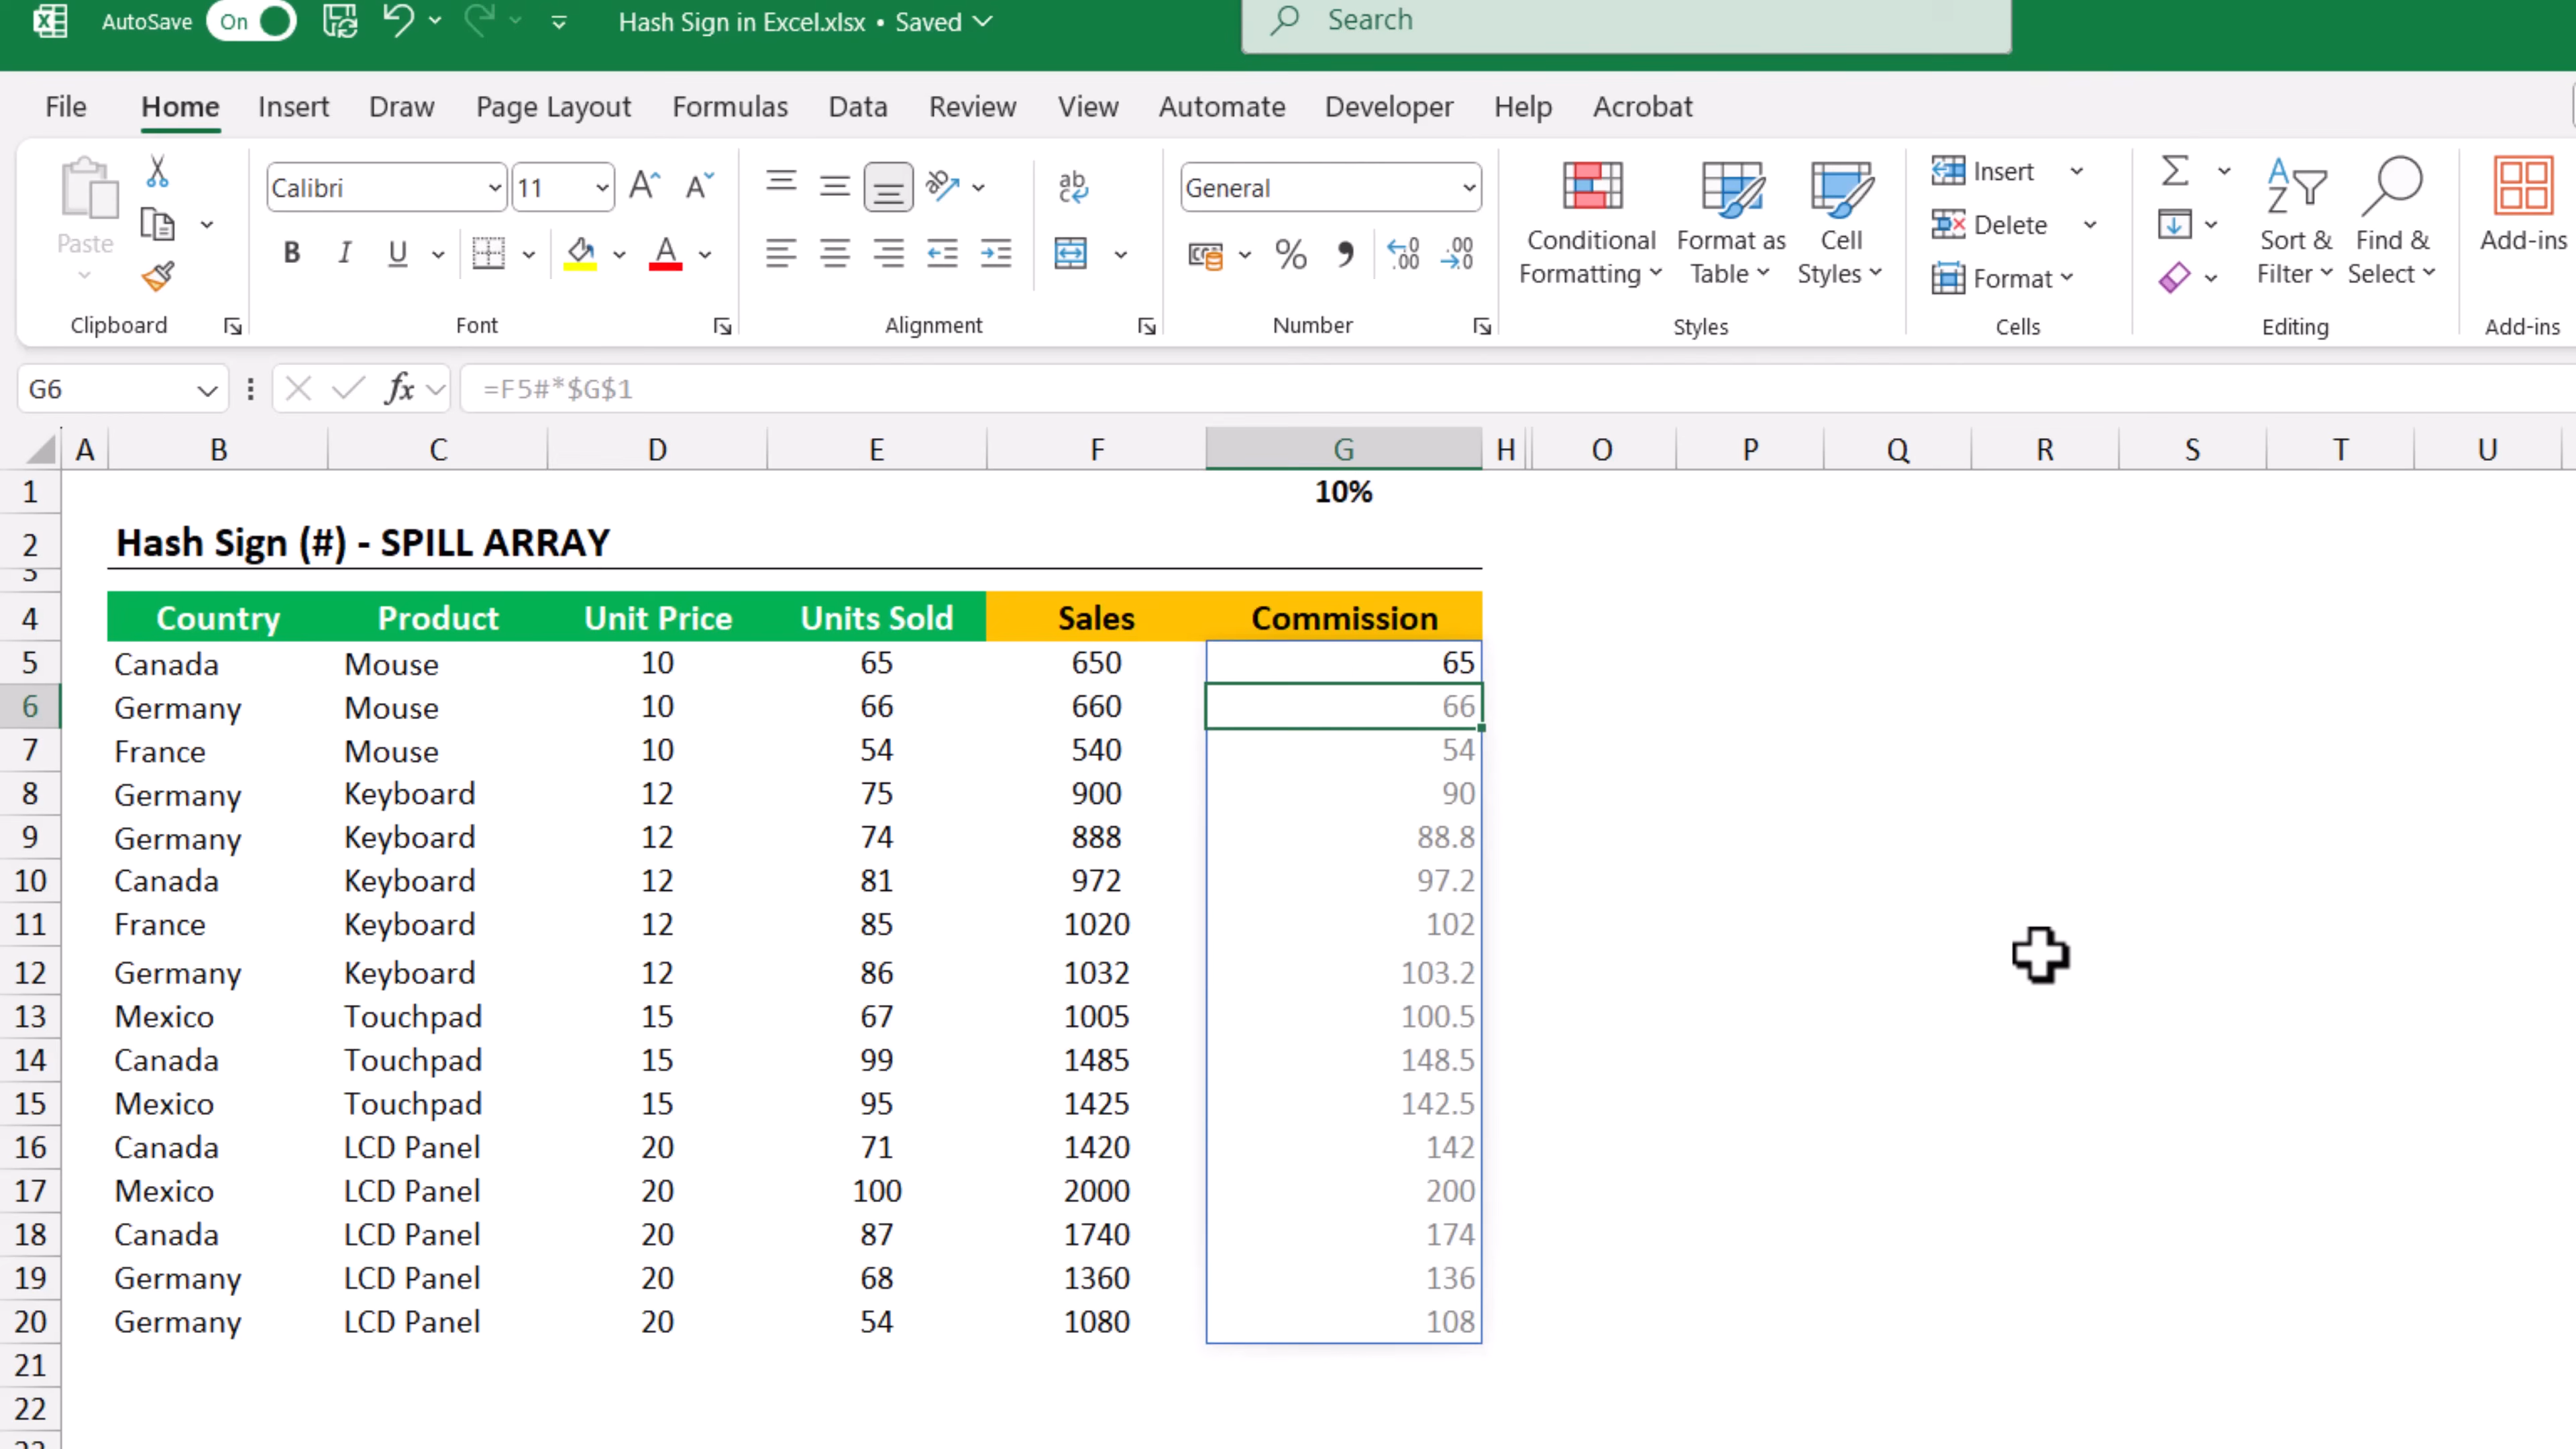 AutoSave On Hash Sign in Excel.xlsx • Saved Search
File Home Insert Draw Page Layout Formulas Data Review View Automate Developer Help Acrobat
Paste
Calibri 11
General
Conditional Formatting
Format as Table
Cell Styles
Insert
Delete
Format
Sort & Filter
Find & Select
Add-ins
Clipboard Font Alignment Number Styles Cells Editing Add-ins
G6 fx =F5#*$G$1
A B C D E F G H O P Q R S T U
1 10%
2 Hash Sign (#) - SPILL ARRAY
3
4 Country Product Unit Price Units Sold Sales Commission
5 Canada Mouse 10 65 650 65
6 Germany Mouse 10 66 660 66
7 France Mouse 10 54 540 54
8 Germany Keyboard 12 75 900 90
9 Germany Keyboard 12 74 888 88.8
10 Canada Keyboard 12 81 972 97.2
11 France Keyboard 12 85 1020 102
12 Germany Keyboard 12 86 1032 103.2
13 Mexico Touchpad 15 67 1005 100.5
14 Canada Touchpad 15 99 1485 148.5
15 Mexico Touchpad 15 95 1425 142.5
16 Canada LCD Panel 20 71 1420 142
17 Mexico LCD Panel 20 100 2000 200
18 Canada LCD Panel 20 87 1740 174
19 Germany LCD Panel 20 68 1360 136
20 Germany LCD Panel 20 54 1080 108
21
22